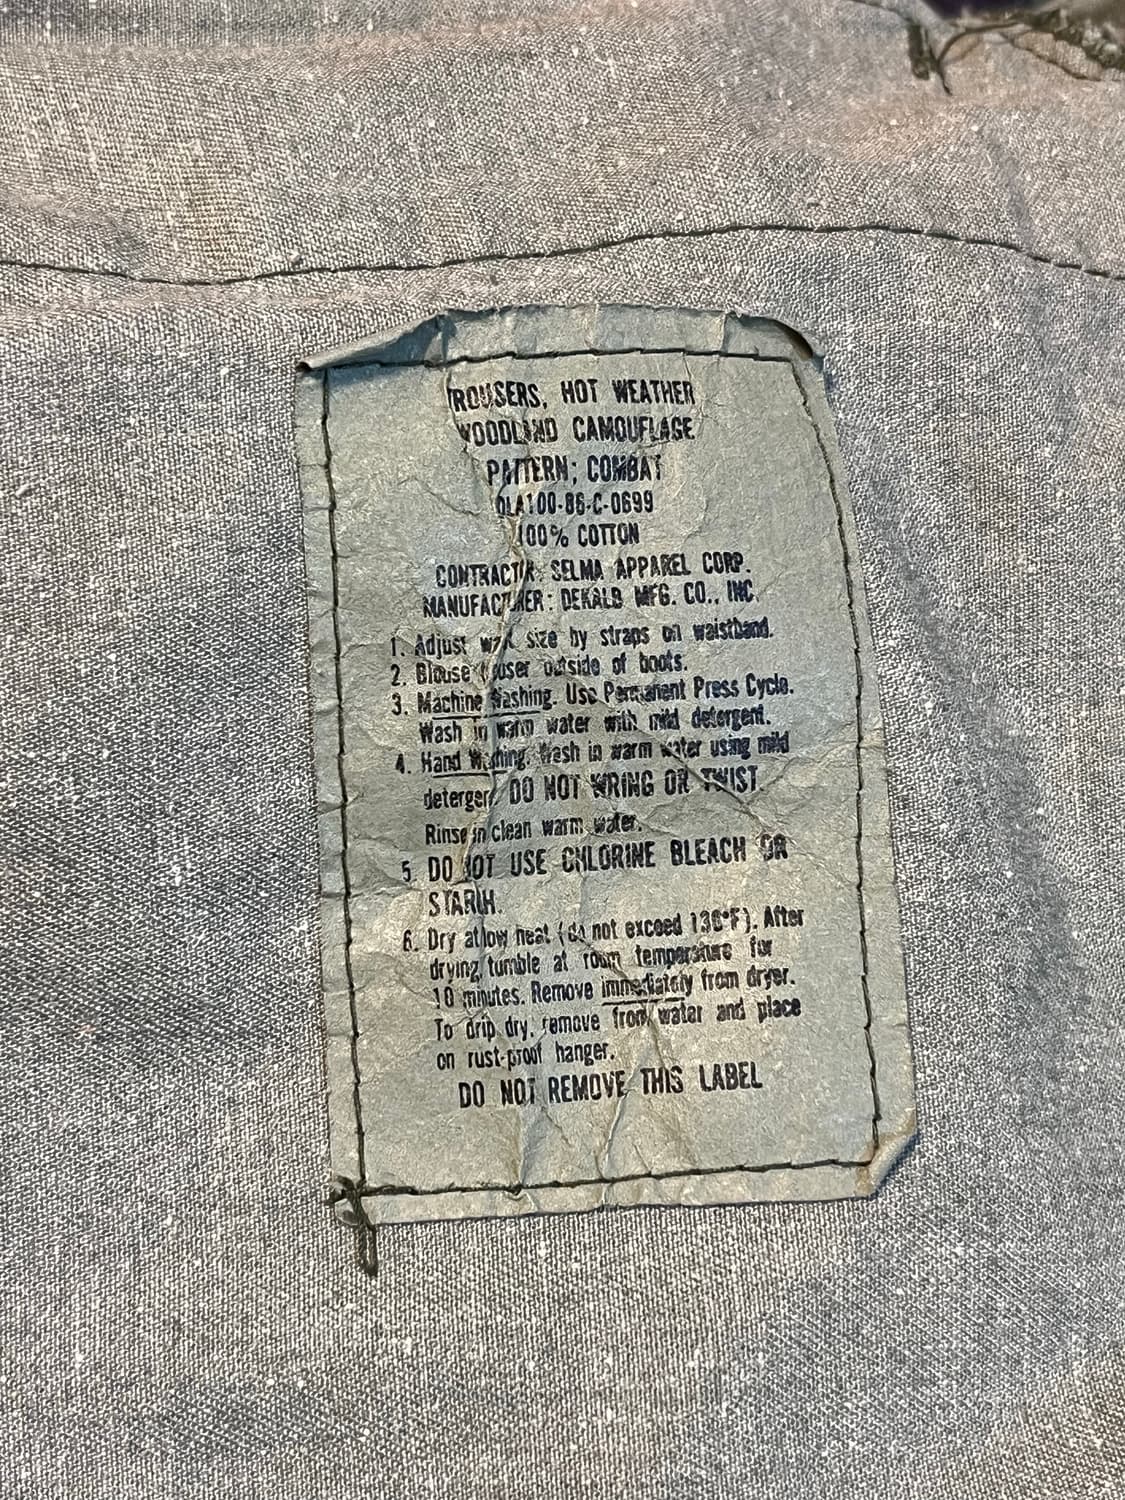 TROUSERS, HOT WEATHER
WOODLAND CAMOUFLAGE
PATTERN; COMBAT
DLA100-86-C-0699
100% COTTON
CONTRACTOR: SELMA APPAREL CORP.
MANUFACTURER: DEKALB MFG. CO., INC.
1. Adjust waist size by straps on waistband.
2. Blouse trouser outside of boots.
3. Machine Washing. Use Permanent Press Cycle.
Wash in warm water with mild detergent.
4. Hand Washing. Wash in warm water using mild
detergent. DO NOT WRING OR TWIST.
Rinse in clean warm water.
5. DO NOT USE CHLORINE BLEACH OR
STARCH.
6. Dry at low heat (do not exceed 130°F). After
drying, tumble at room temperature for
10 minutes. Remove immediately from dryer.
To drip dry, remove from water and place
on rust-proof hanger.
DO NOT REMOVE THIS LABEL